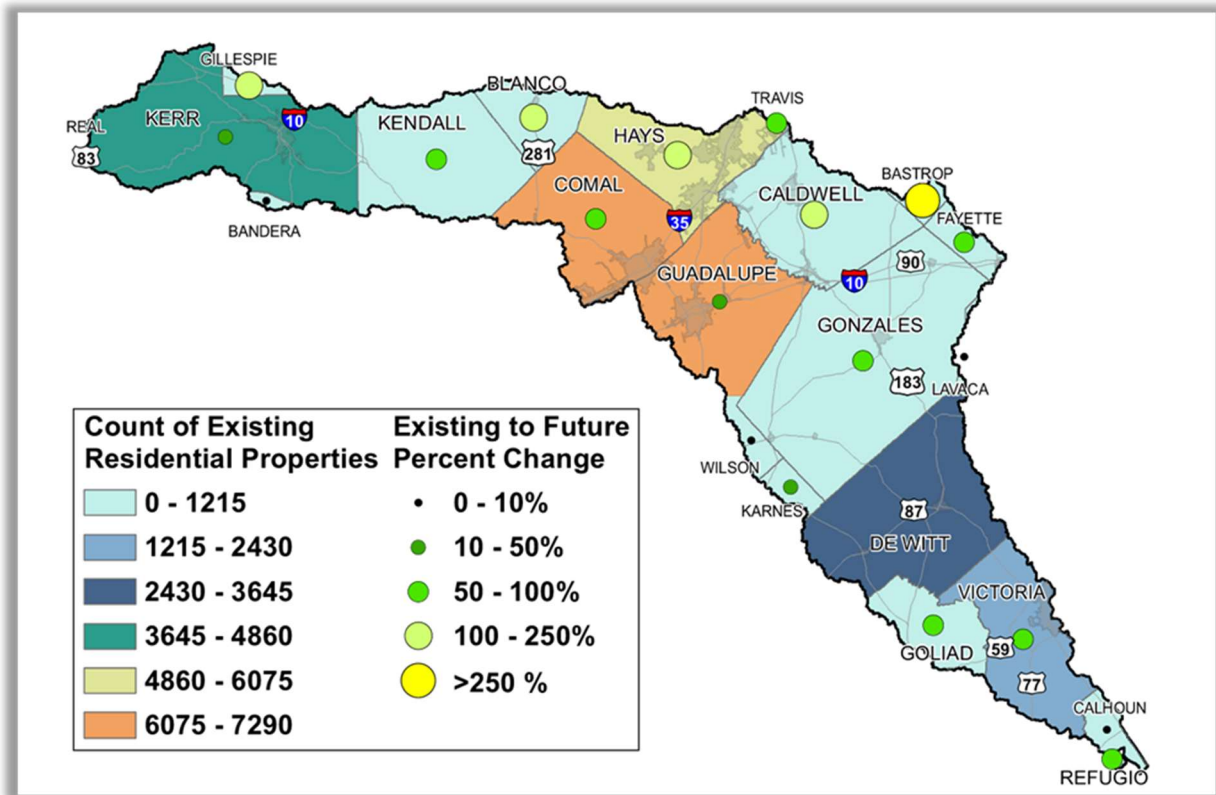 GILLESPIE
BLANCO
TRAVIS
KERR
10
KENDALL
REAL
83
HAYS
281
COMAL
BASTROP
CALDWELL
FAYETTE
35
BANDERA
90
GUADALUPE
10
GONZALES
183
LAVACA
WILSON
KARNES
87
DE WITT
VICTORIA
GOLIAD
59
77
CALHOUN
REFUGIO
Count of Existing
Residential Properties
0 - 1215
1215 - 2430
2430 - 3645
3645 - 4860
4860 - 6075
6075 - 7290
Existing to Future
Percent Change
0 - 10%
10 - 50%
50 - 100%
100 - 250%
>250 %